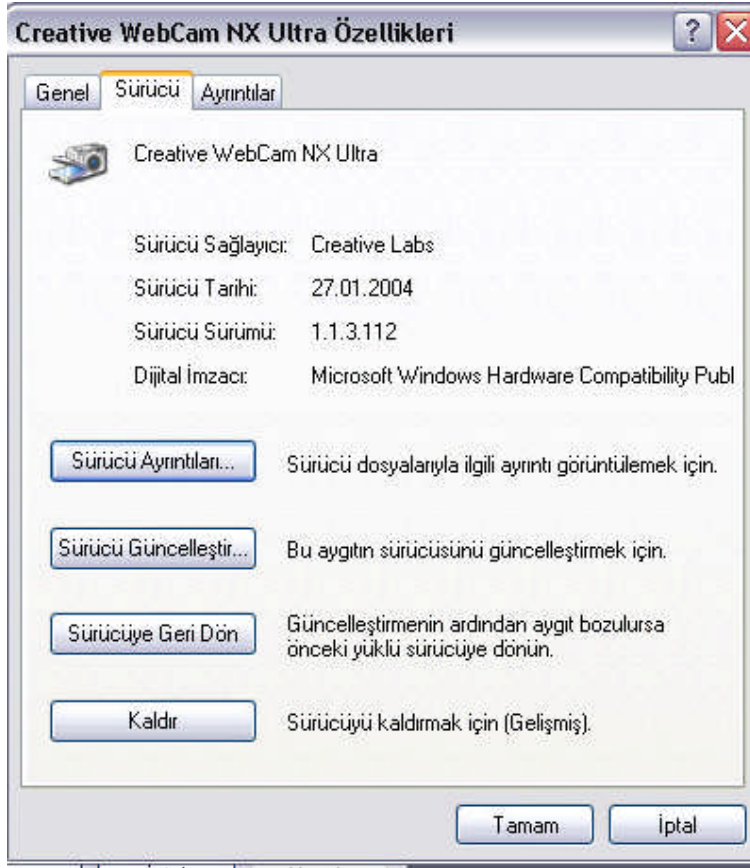 Creative WebCam NX Ultra Özellikleri
Genel Sürücü Ayrıntılar
Creative WebCam NX Ultra
Sürücü Sağlayıcı: Creative Labs
Sürücü Tarihi: 27.01.2004
Sürücü Sürümü: 1.1.3.112
Dijital İmzacı: Microsoft Windows Hardware Compatibility Publ
Sürücü Ayrıntıları... Sürücü dosyalarıyla ilgili ayrıntı görüntülemek için.
Sürücü Güncelleştir... Bu aygıtın sürücüsünü güncelleştirmek için.
Sürücüye Geri Dön Güncelleştirmenin ardından aygıt bozulursa
önceki yüklü sürücüye dönün.
Kaldır Sürücüyü kaldırmak için (Gelişmiş).
Tamam İptal